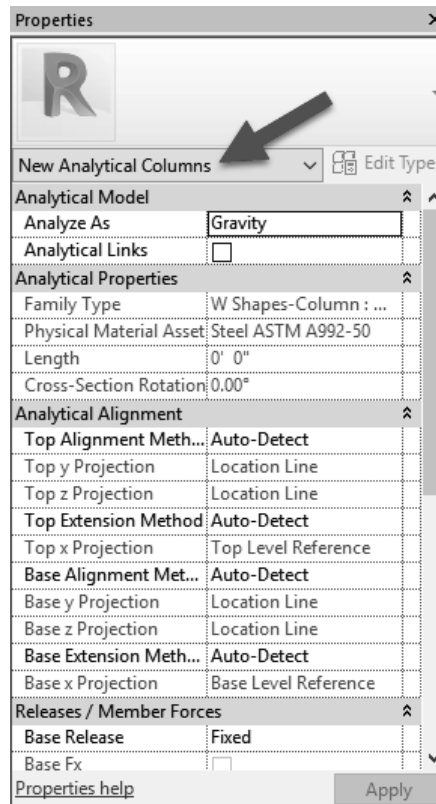 Properties
New Analytical Columns Edit Type
Analytical Model
Analyze As Gravity
Analytical Links
Analytical Properties
Family Type W Shapes-Column : ...
Physical Material Asset Steel ASTM A992-50
Length 0' 0"
Cross-Section Rotation 0.00°
Analytical Alignment
Top Alignment Meth... Auto-Detect
Top y Projection Location Line
Top z Projection Location Line
Top Extension Method Auto-Detect
Top x Projection Top Level Reference
Base Alignment Met... Auto-Detect
Base y Projection Location Line
Base z Projection Location Line
Base Extension Meth... Auto-Detect
Base x Projection Base Level Reference
Releases / Member Forces
Base Release Fixed
Base Fx
Properties help Apply